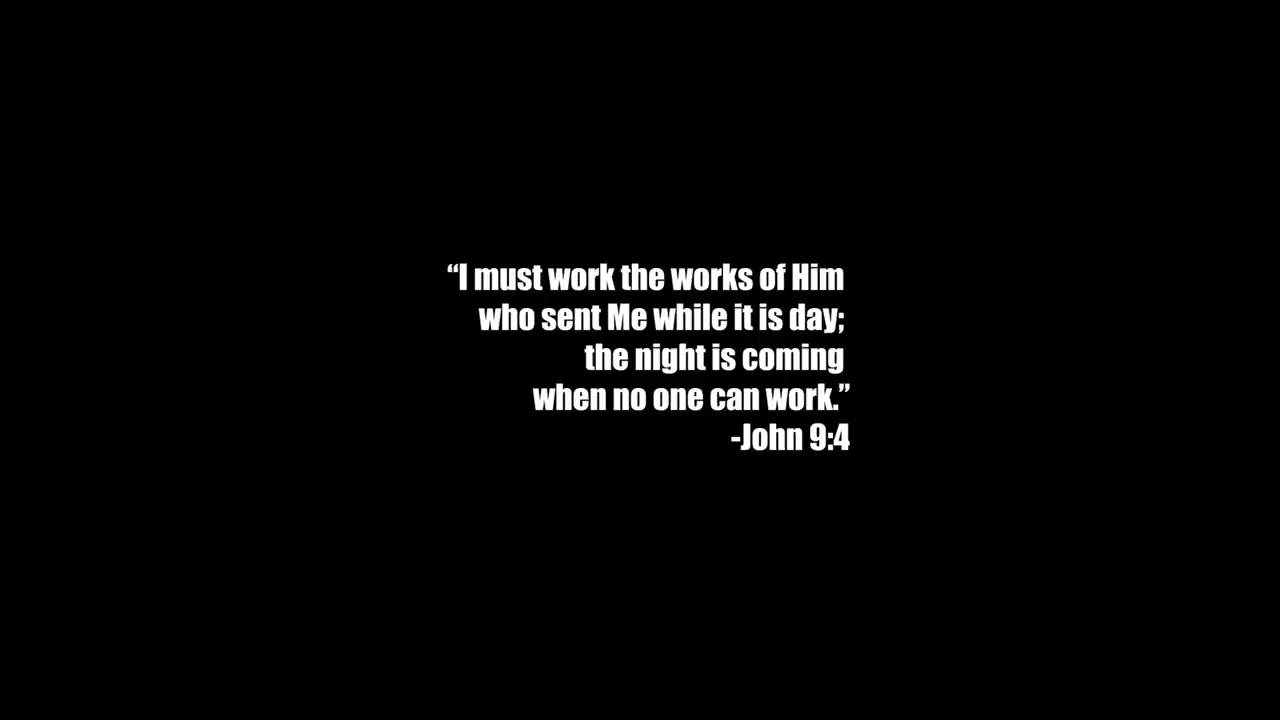 “I must work the works of Him
who sent Me while it is day;
the night is coming
when no one can work.”
-John 9:4